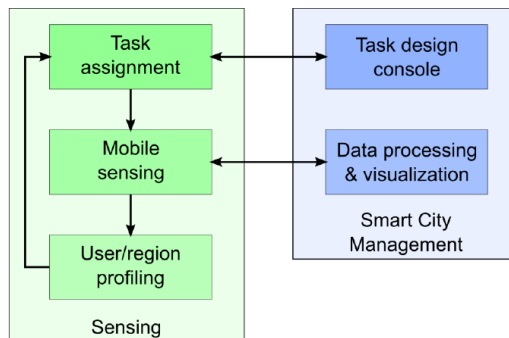 Task
assignment
Task design
console
Mobile
sensing
Data processing
& visualization
User/region
profiling
Smart City
Management
Sensing